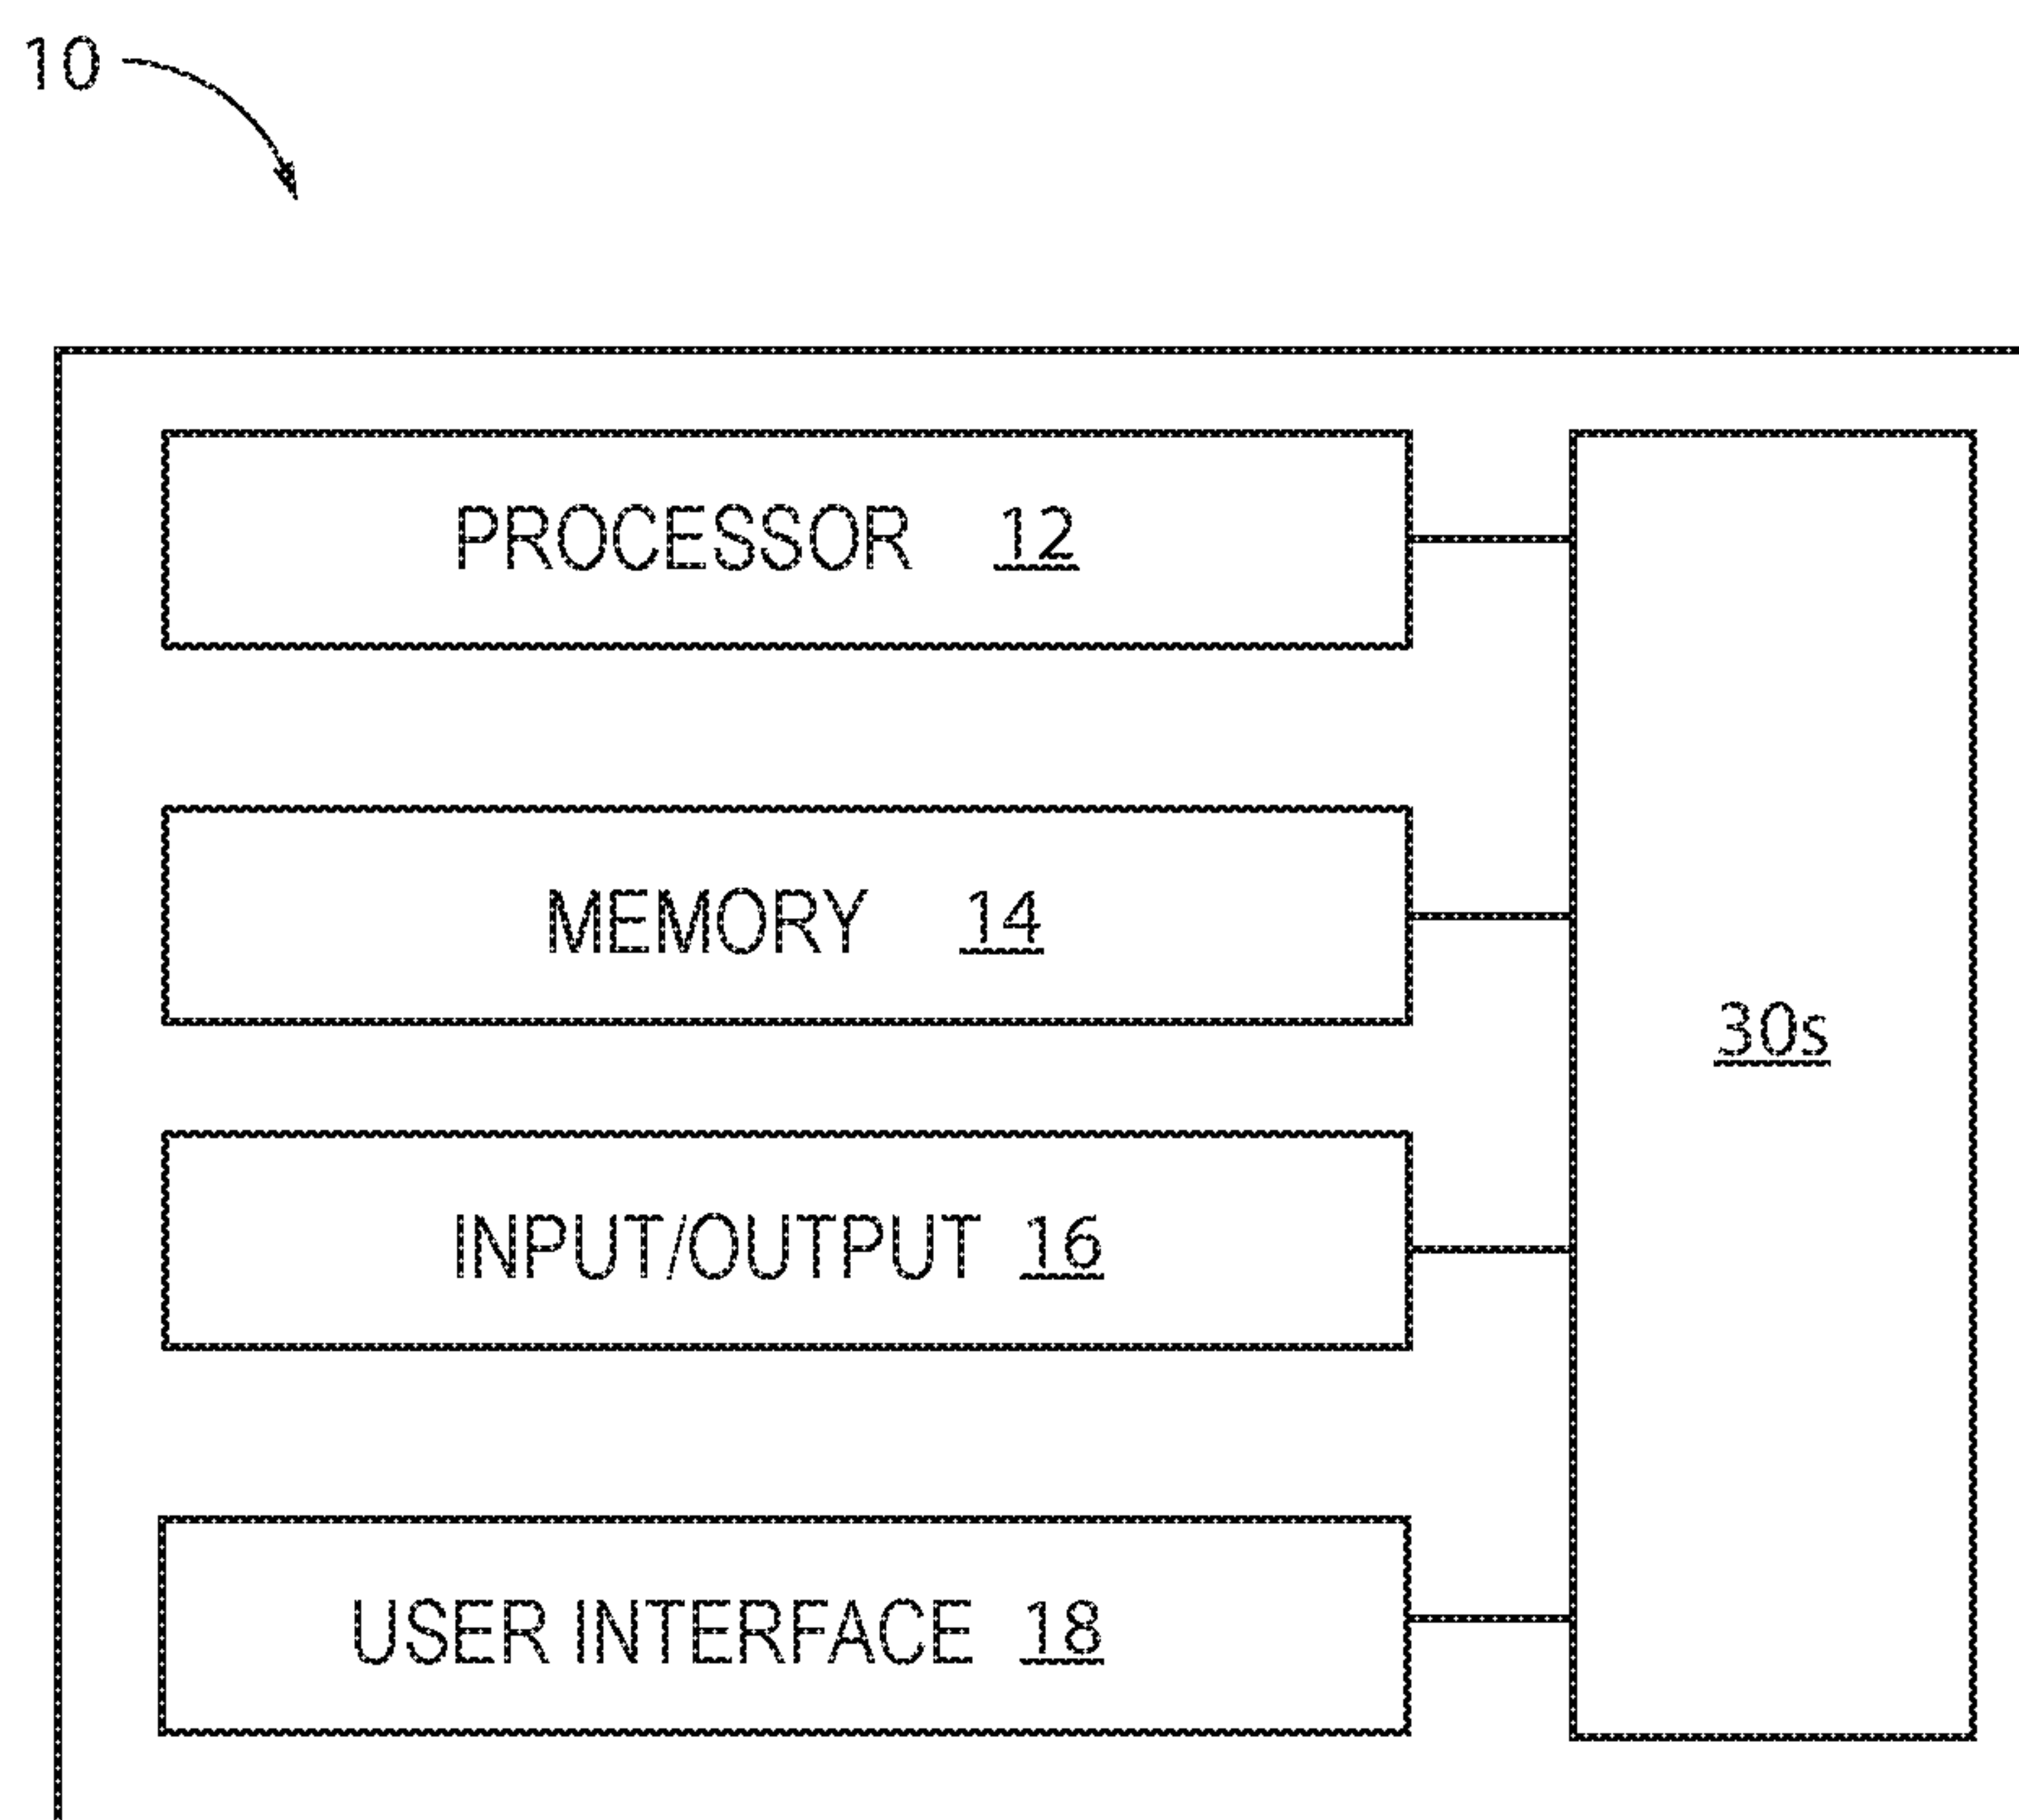 10
PROCESSOR 12
MEMORY 14
30s
INPUT/OUTPUT 16
USER INTERFACE 18